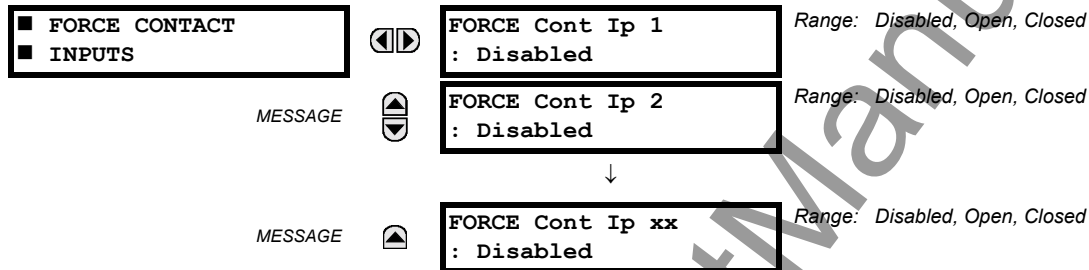 ■ FORCE CONTACT
■ INPUTS
FORCE Cont Ip 1
: Disabled
Range: Disabled, Open, Closed
MESSAGE
FORCE Cont Ip 2
: Disabled
Range: Disabled, Open, Closed
↓
MESSAGE
FORCE Cont Ip xx
: Disabled
Range: Disabled, Open, Closed